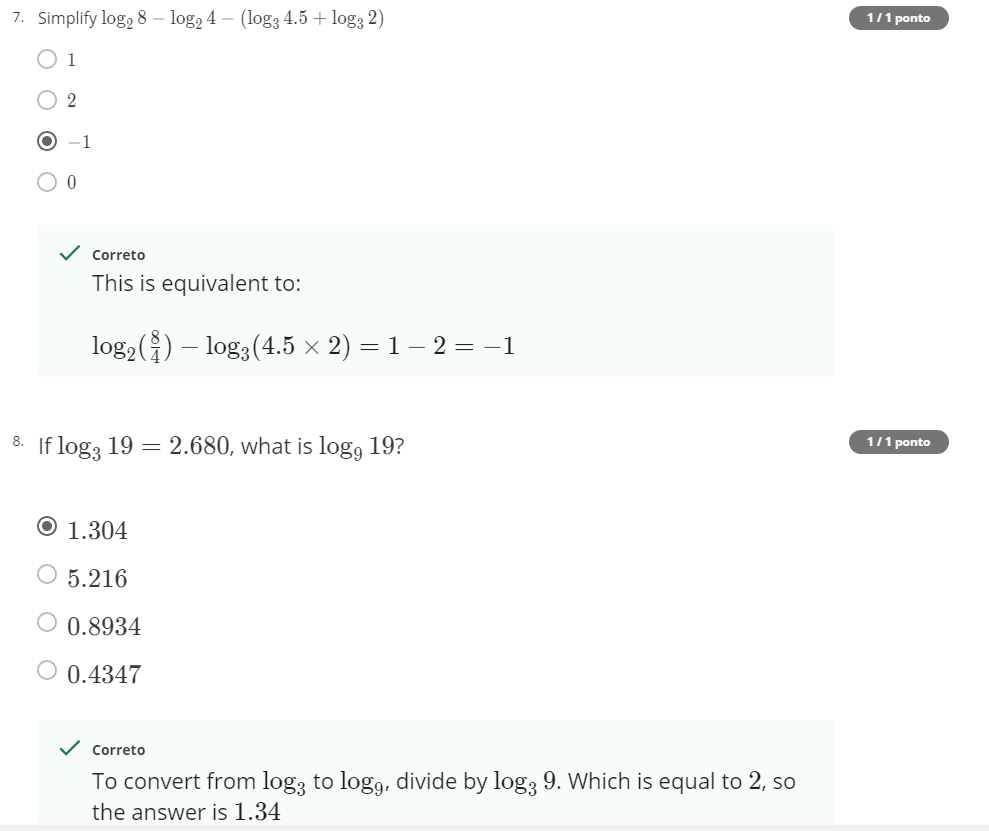 7. Simplify log₂ 8 − log₂ 4 − (log₃ 4.5 + log₃ 2) 1 / 1 ponto
1
2
−1
0
Correto
This is equivalent to:
log₂(8/4) − log₃(4.5 × 2) = 1 − 2 = −1
8. If log₃ 19 = 2.680, what is log₉ 19? 1 / 1 ponto
1.304
5.216
0.8934
0.4347
Correto
To convert from log₃ to log₉, divide by log₃ 9. Which is equal to 2, so
the answer is 1.34